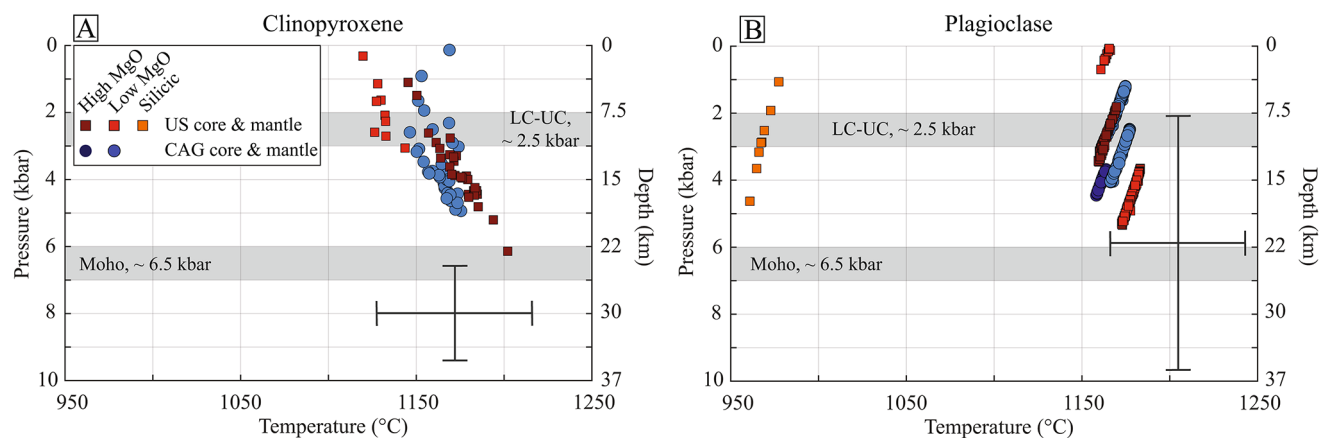 A
Clinopyroxene
High MgO
Low MgO
Silicic
US core & mantle
CAG core & mantle
LC-UC,
~ 2.5 kbar
Moho, ~ 6.5 kbar
Pressure (kbar)
0
2
4
6
8
10
Depth (km)
0
7.5
15
22
30
37
950
1050
1150
1250
Temperature (°C)
B
Plagioclase
LC-UC, ~ 2.5 kbar
Moho, ~ 6.5 kbar
Pressure (kbar)
0
2
4
6
8
10
Depth (km)
0
7.5
15
22
30
37
950
1050
1150
1250
Temperature (°C)